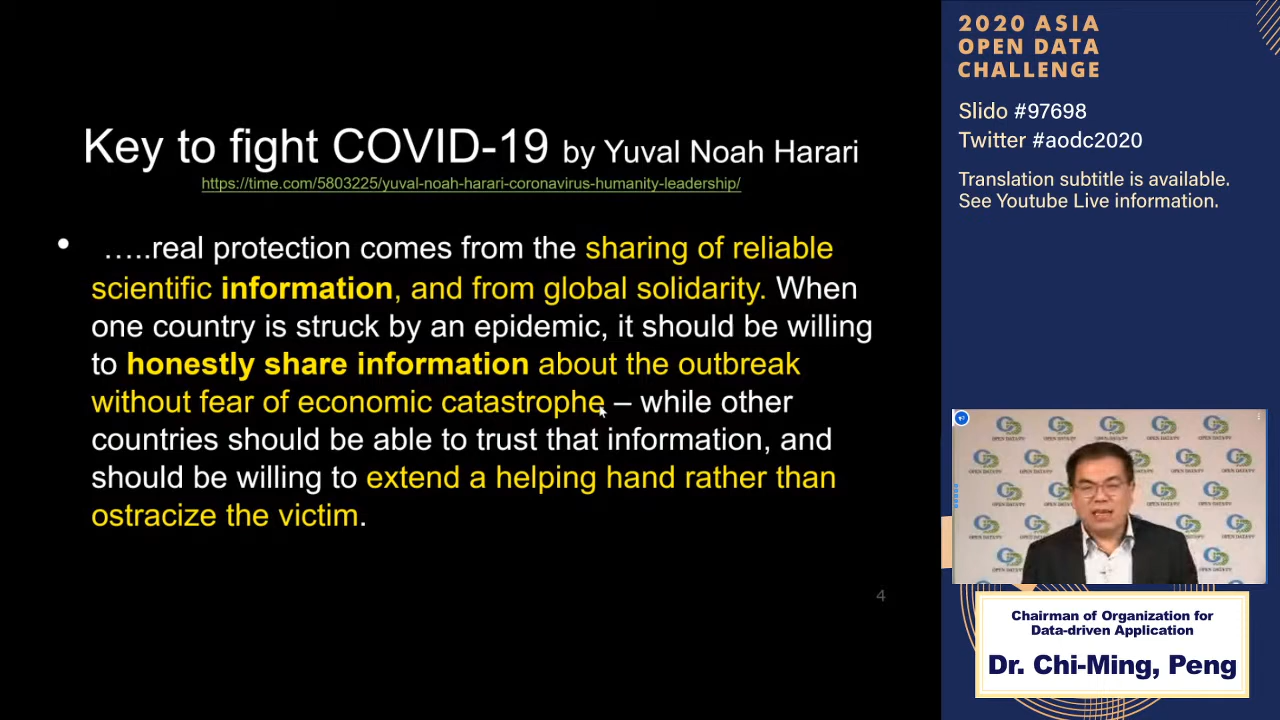 Key to fight COVID-19 by Yuval Noah Harari
https://time.com/5803225/yuval-noah-harari-coronavirus-humanity-leadership/
• …..real protection comes from the sharing of reliable
scientific information, and from global solidarity. When
one country is struck by an epidemic, it should be willing
to honestly share information about the outbreak
without fear of economic catastrophe – while other
countries should be able to trust that information, and
should be willing to extend a helping hand rather than
ostracize the victim.
4
2020 ASIA
OPEN DATA
CHALLENGE
Slido #97698
Twitter #aodc2020
Translation subtitle is available.
See Youtube Live information.
Chairman of Organization for
Data-driven Application
Dr. Chi-Ming, Peng